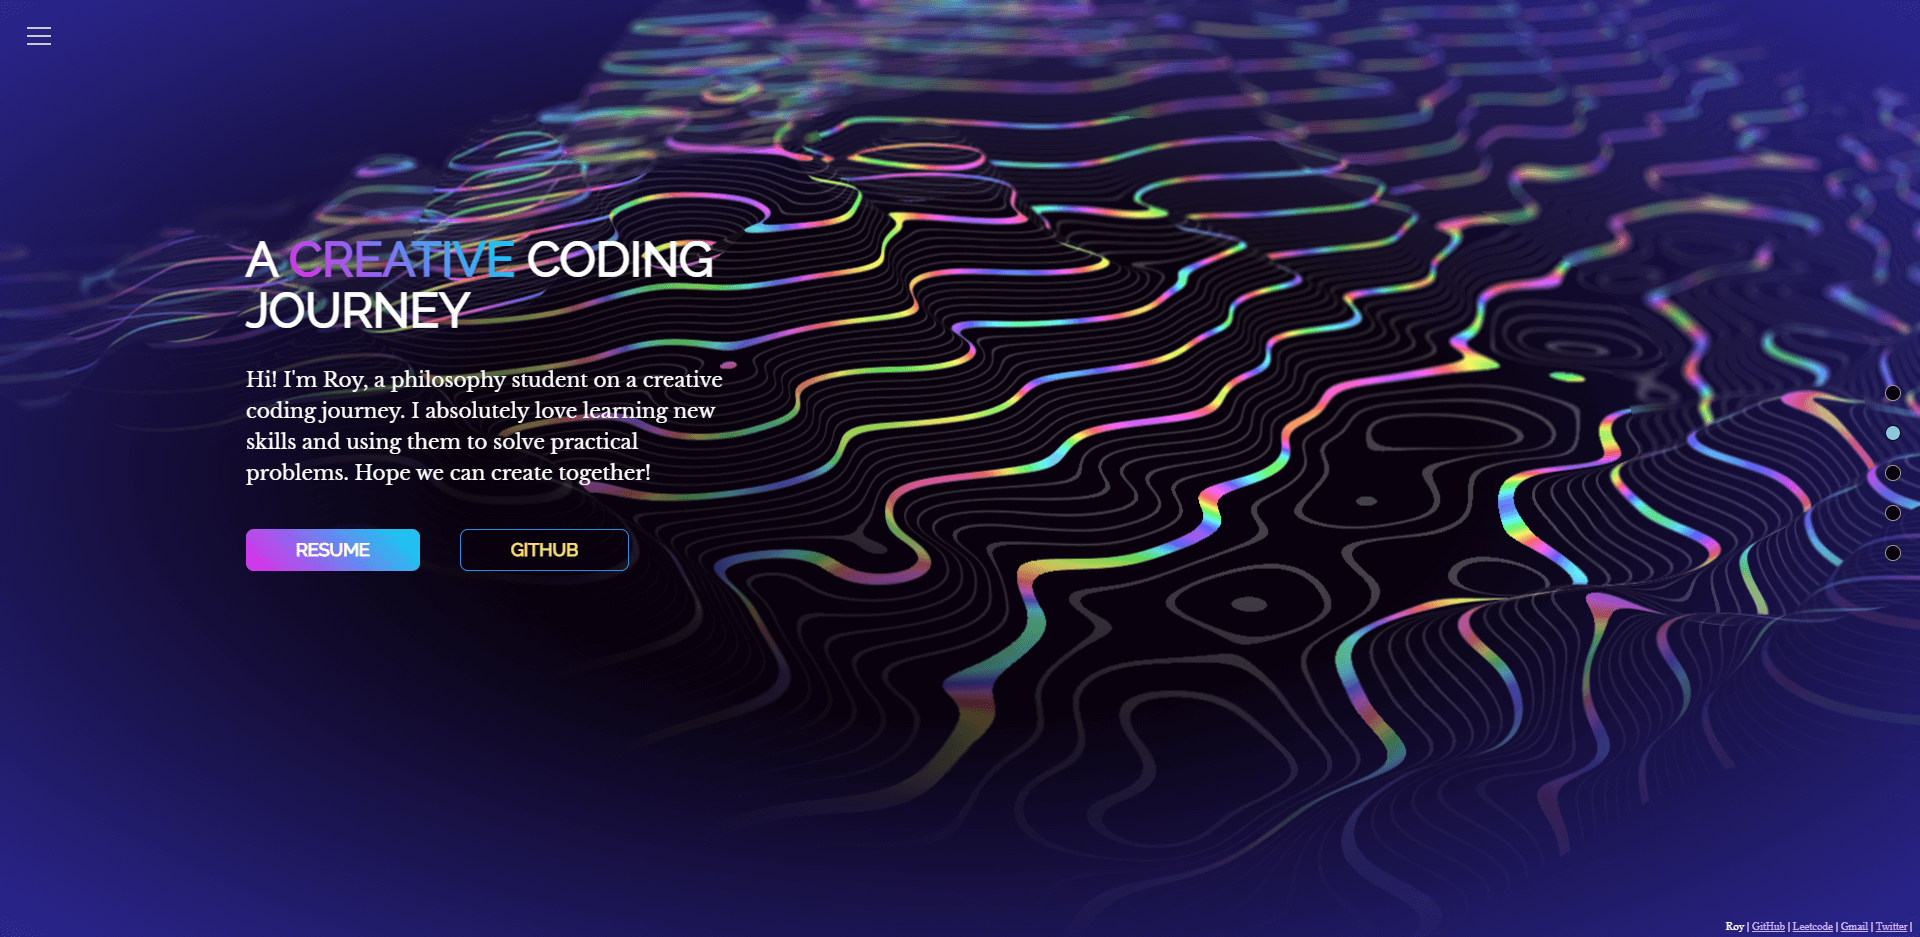 A CREATIVE CODING
JOURNEY
Hi! I'm Roy, a philosophy student on a creative
coding journey. I absolutely love learning new
skills and using them to solve practical
problems. Hope we can create together!
RESUME
GITHUB
Roy | GitHub | Leetcode | Gmail | Twitter |